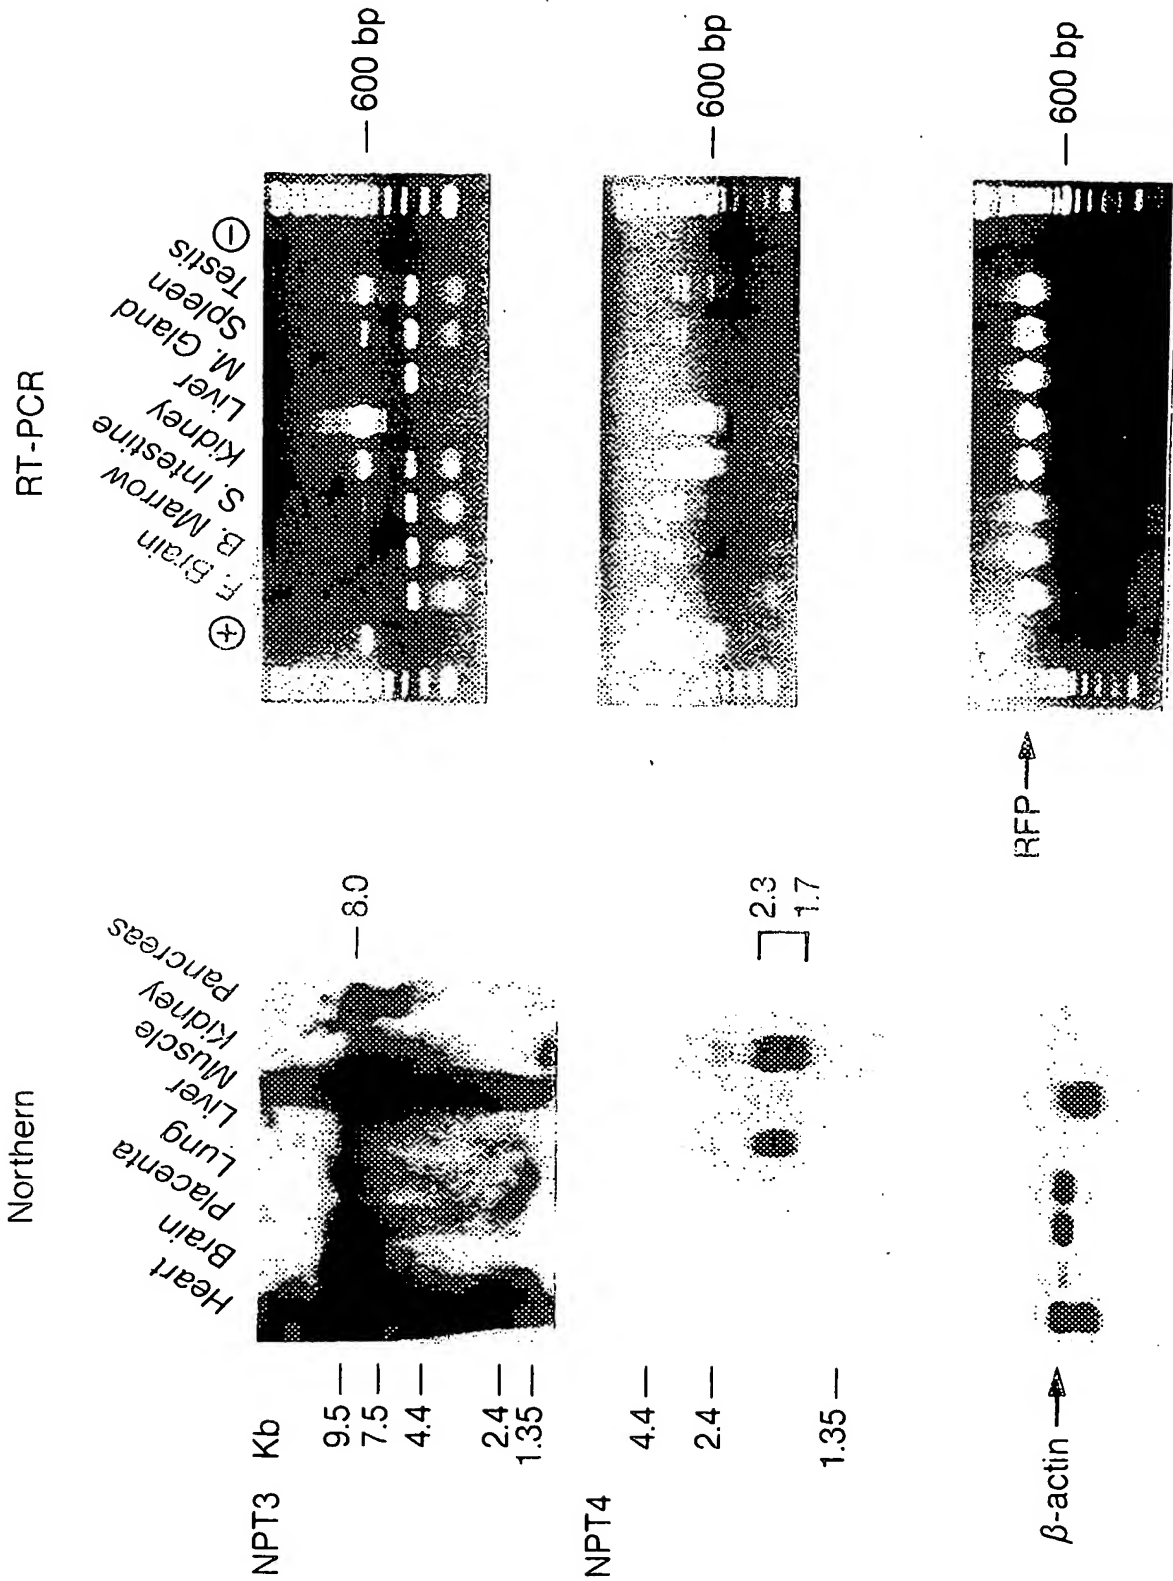 Northern
RT-PCR
Heart
Brain
Placenta
Lung
Liver
Muscle
Kidney
Pancreas
+
F. Brain
B. Marrow
S. Intestine
Kidney
Liver
M. Gland
Spleen
Testis
−
NPT3
Kb
9.5 —
7.5 —
4.4 —
2.4 —
1.35 —
— 8.0
— 600 bp
NPT4
4.4 —
2.4 —
1.35 —
2.3
1.7
— 600 bp
β-actin →
RFP →
— 600 bp